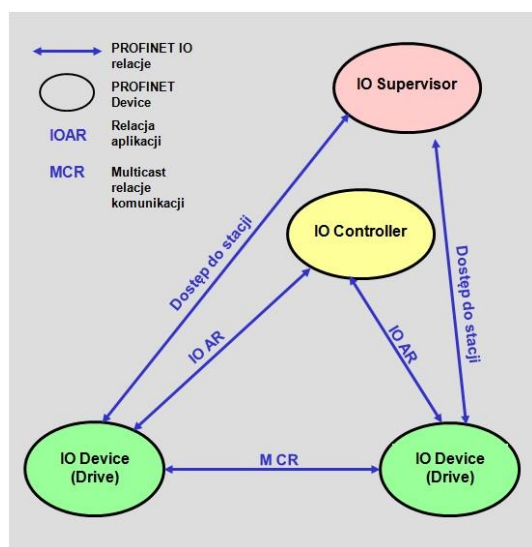 PROFINET IO
relacje
PROFINET
Device
IOAR
Relacja
aplikacji
MCR
Multicast
relacje
komunikacji
IO Supervisor
IO Controller
Dostęp do stacji
Dostęp do stacji
IO AR
IO AR
IO Device
(Drive)
M CR
IO Device
(Drive)